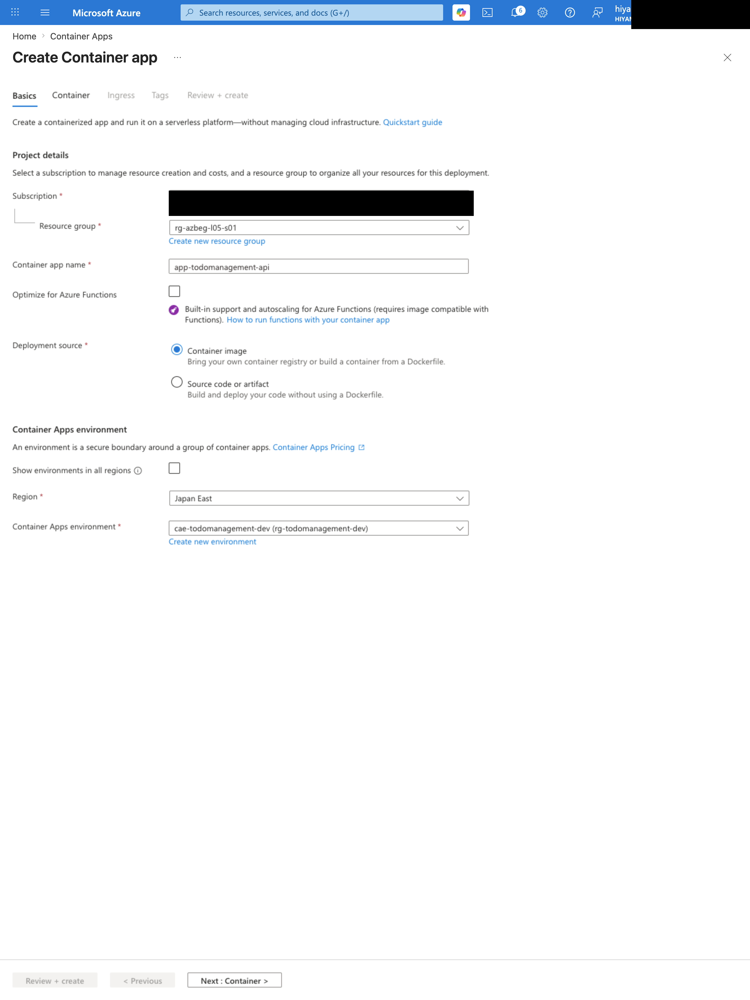 Microsoft Azure
Search resources, services, and docs (G+/)
6
hiya
Home > Container Apps
Create Container app ...
Basics Container Ingress Tags Review + create
Create a containerized app and run it on a serverless platform—without managing cloud infrastructure. Quickstart guide
Project details
Select a subscription to manage resource creation and costs, and a resource group to organize all your resources for this deployment.
Subscription *
Resource group * rg-azbeg-l05-s01
Create new resource group
Container app name * app-todomanagement-api
Optimize for Azure Functions
Built-in support and autoscaling for Azure Functions (requires image compatible with
Functions). How to run functions with your container app
Deployment source *
Container image
Bring your own container registry or build a container from a Dockerfile.
Source code or artifact
Build and deploy your code without using a Dockerfile.
Container Apps environment
An environment is a secure boundary around a group of container apps. Container Apps Pricing
Show environments in all regions
Region * Japan East
Container Apps environment * cae-todomanagement-dev (rg-todomanagement-dev)
Create new environment
Review + create < Previous Next : Container >